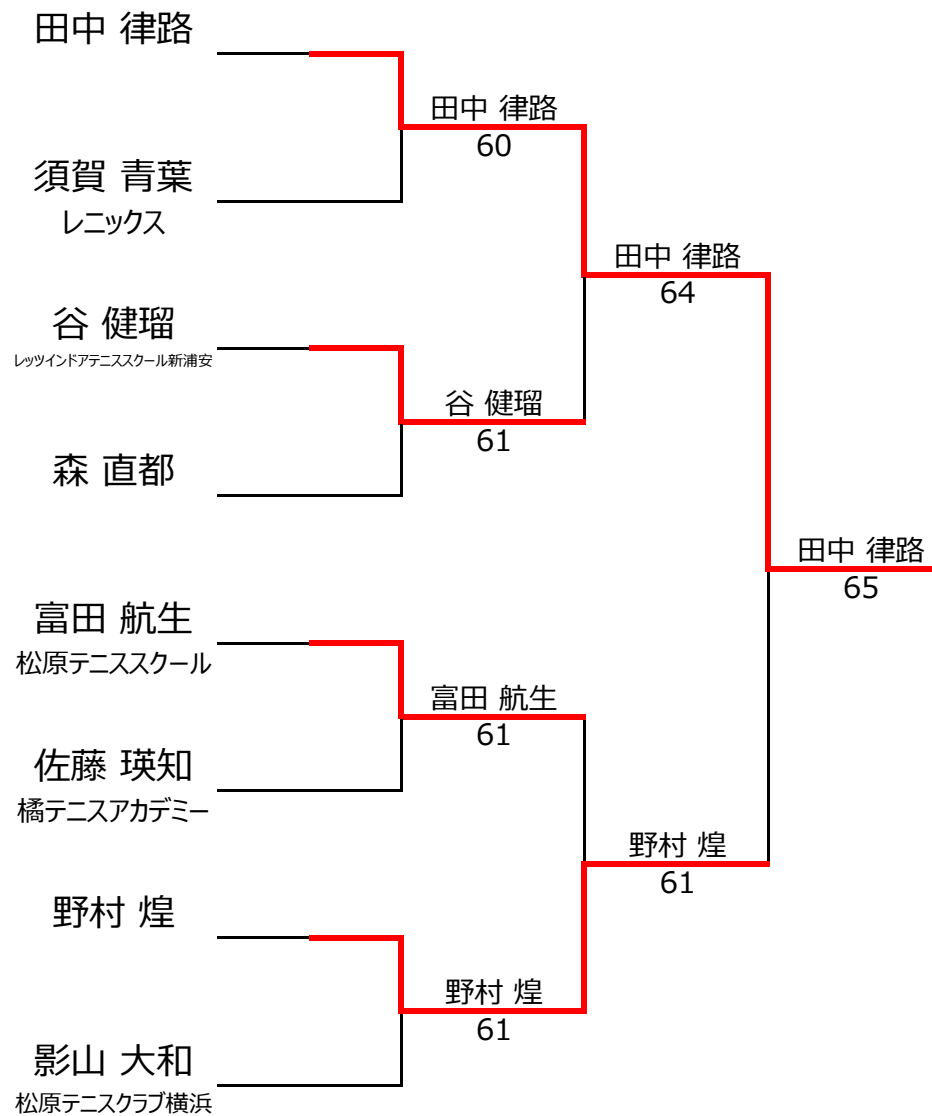 田中 律路
須賀 青葉
レニックス
谷 健瑠
レッツインドアテニススクール新浦安
森 直都
富田 航生
松原テニススクール
佐藤 瑛知
橘テニスアカデミー
野村 煌
影山 大和
松原テニスクラブ横浜
田中 律路
60
谷 健瑠
61
富田 航生
61
野村 煌
61
田中 律路
64
野村 煌
61
田中 律路
65